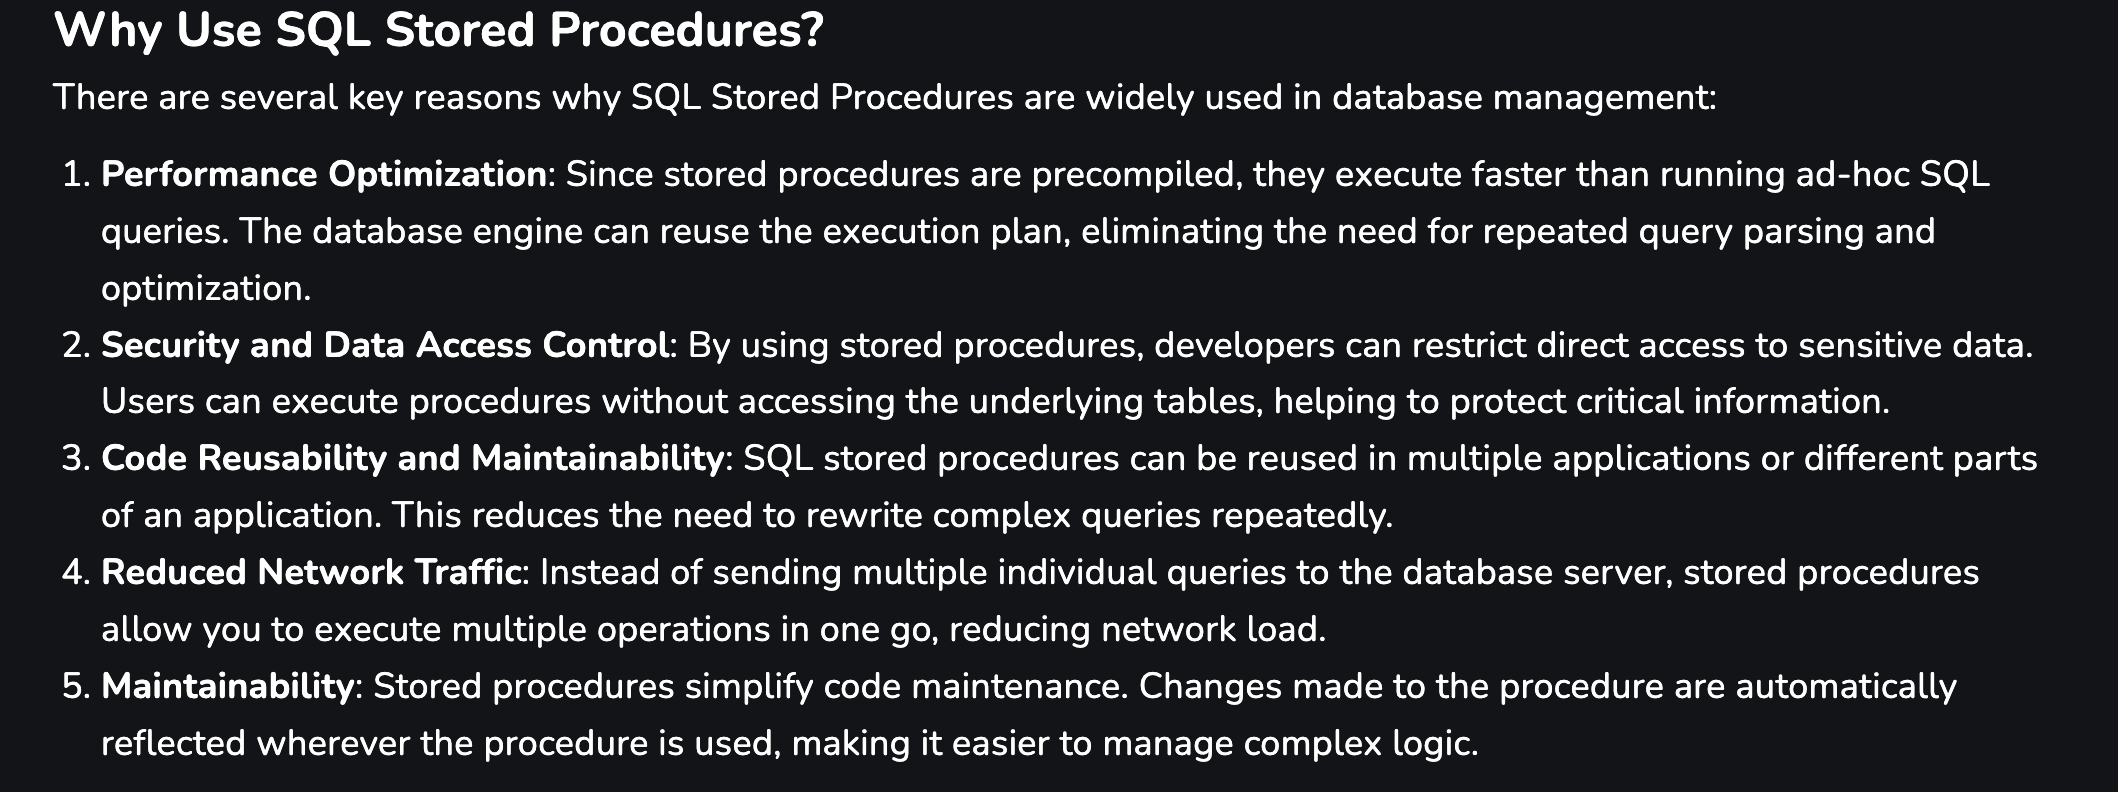 Why Use SQL Stored Procedures?
There are several key reasons why SQL Stored Procedures are widely used in database management:
1. Performance Optimization: Since stored procedures are precompiled, they execute faster than running ad-hoc SQL
queries. The database engine can reuse the execution plan, eliminating the need for repeated query parsing and
optimization.
2. Security and Data Access Control: By using stored procedures, developers can restrict direct access to sensitive data.
Users can execute procedures without accessing the underlying tables, helping to protect critical information.
3. Code Reusability and Maintainability: SQL stored procedures can be reused in multiple applications or different parts
of an application. This reduces the need to rewrite complex queries repeatedly.
4. Reduced Network Traffic: Instead of sending multiple individual queries to the database server, stored procedures
allow you to execute multiple operations in one go, reducing network load.
5. Maintainability: Stored procedures simplify code maintenance. Changes made to the procedure are automatically
reflected wherever the procedure is used, making it easier to manage complex logic.